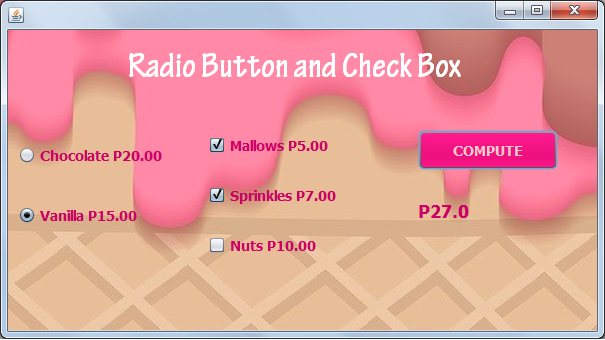 Radio Button and Check Box
Chocolate P20.00
Vanilla P15.00
Mallows P5.00
Sprinkles P7.00
Nuts P10.00
COMPUTE
P27.0